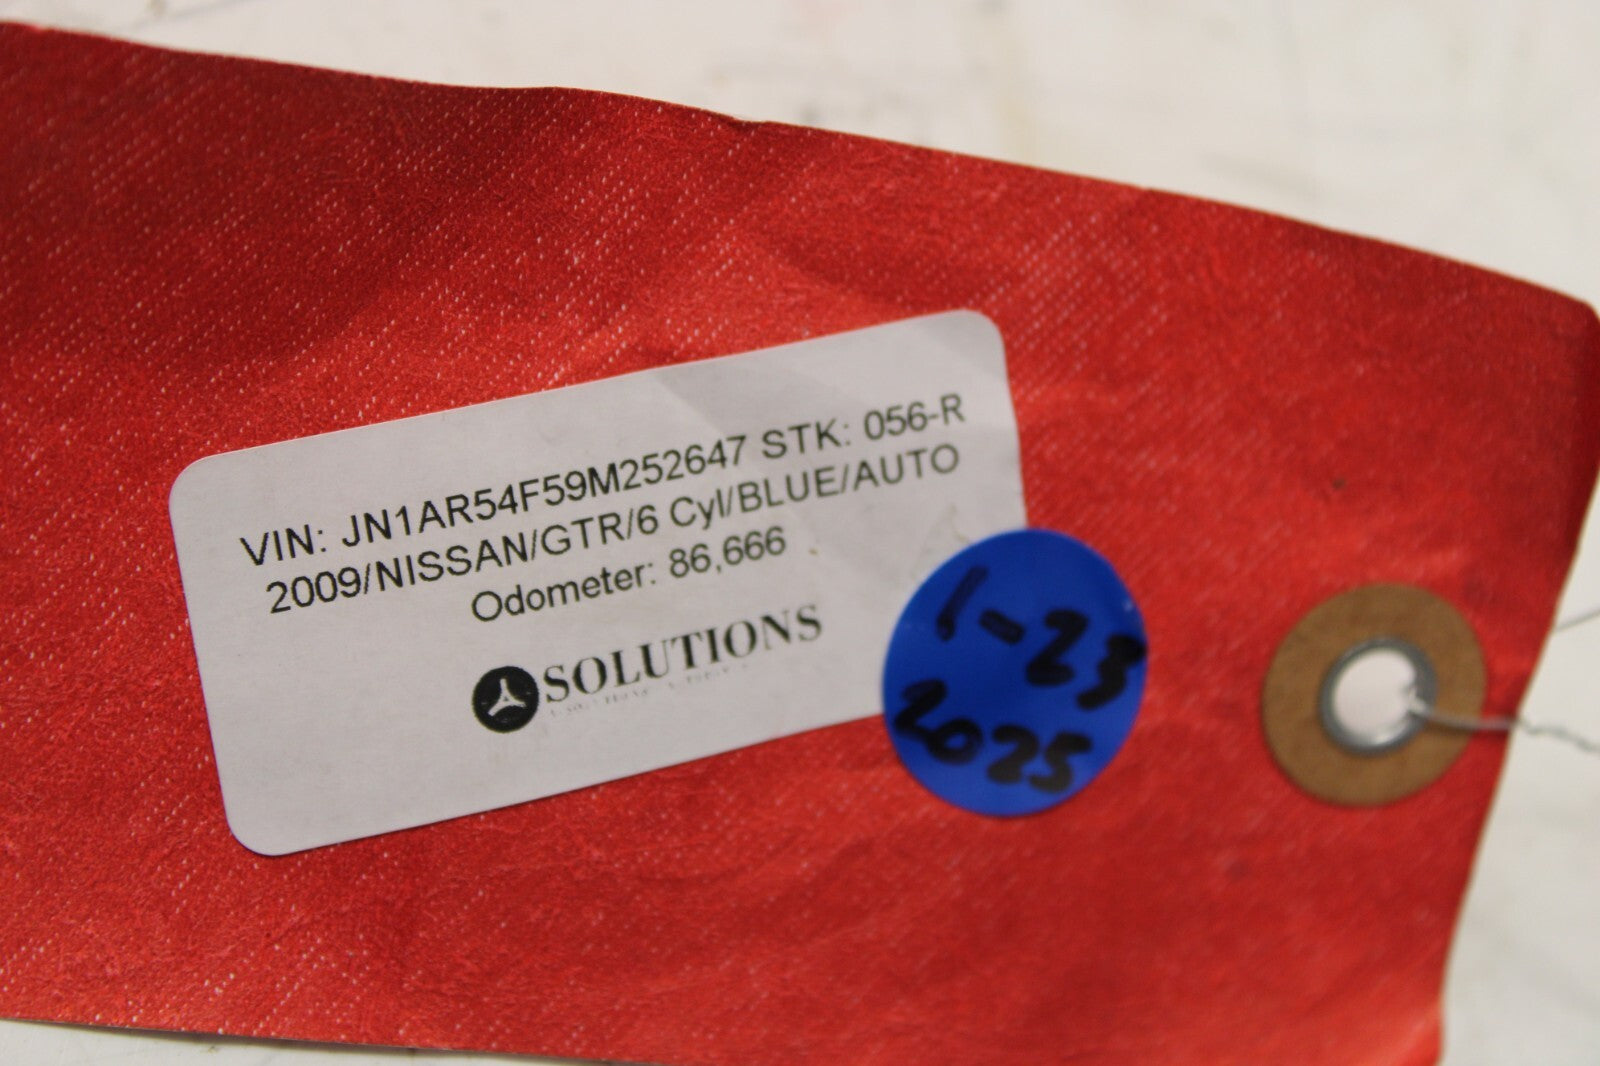 VIN: JN1AR54F59M252647 STK: 056-R
2009/NISSAN/GTR/6 Cyl/BLUE/AUTO
Odometer: 86,666
SOLUTIONS
1-23
2025